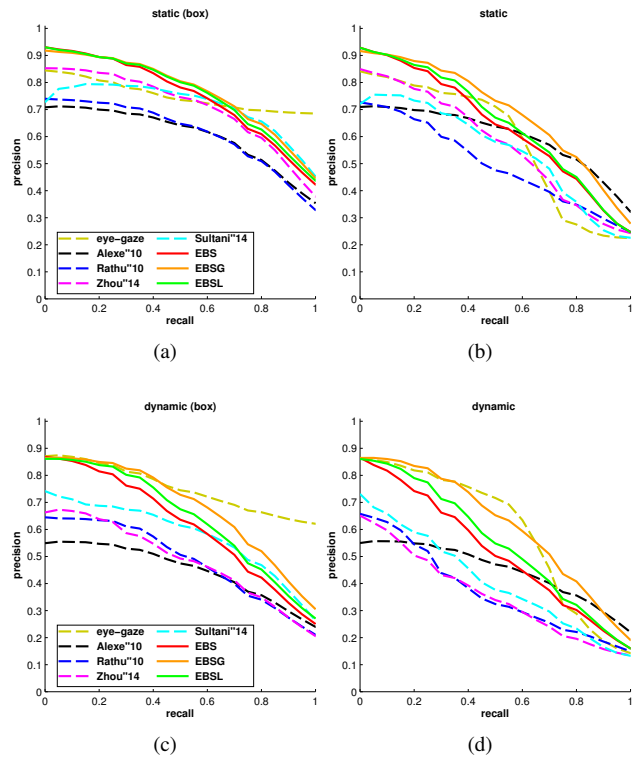 static (box)
1
0.9
0.8
0.7
0.6
0.5
0.4
0.3
0.2
0.1
0
precision
eye-gaze
Alexe"10
Rathu"10
Zhou"14
Sultani"14
EBS
EBSG
EBSL
0 0.2 0.4 0.6 0.8 1
recall
(a)
static
1
0.9
0.8
0.7
0.6
0.5
0.4
0.3
0.2
0.1
0
precision
0 0.2 0.4 0.6 0.8 1
recall
(b)
dynamic (box)
1
0.9
0.8
0.7
0.6
0.5
0.4
0.3
0.2
0.1
0
precision
eye-gaze
Alexe"10
Rathu"10
Zhou"14
Sultani"14
EBS
EBSG
EBSL
0 0.2 0.4 0.6 0.8 1
recall
(c)
dynamic
1
0.9
0.8
0.7
0.6
0.5
0.4
0.3
0.2
0.1
0
precision
0 0.2 0.4 0.6 0.8 1
recall
(d)